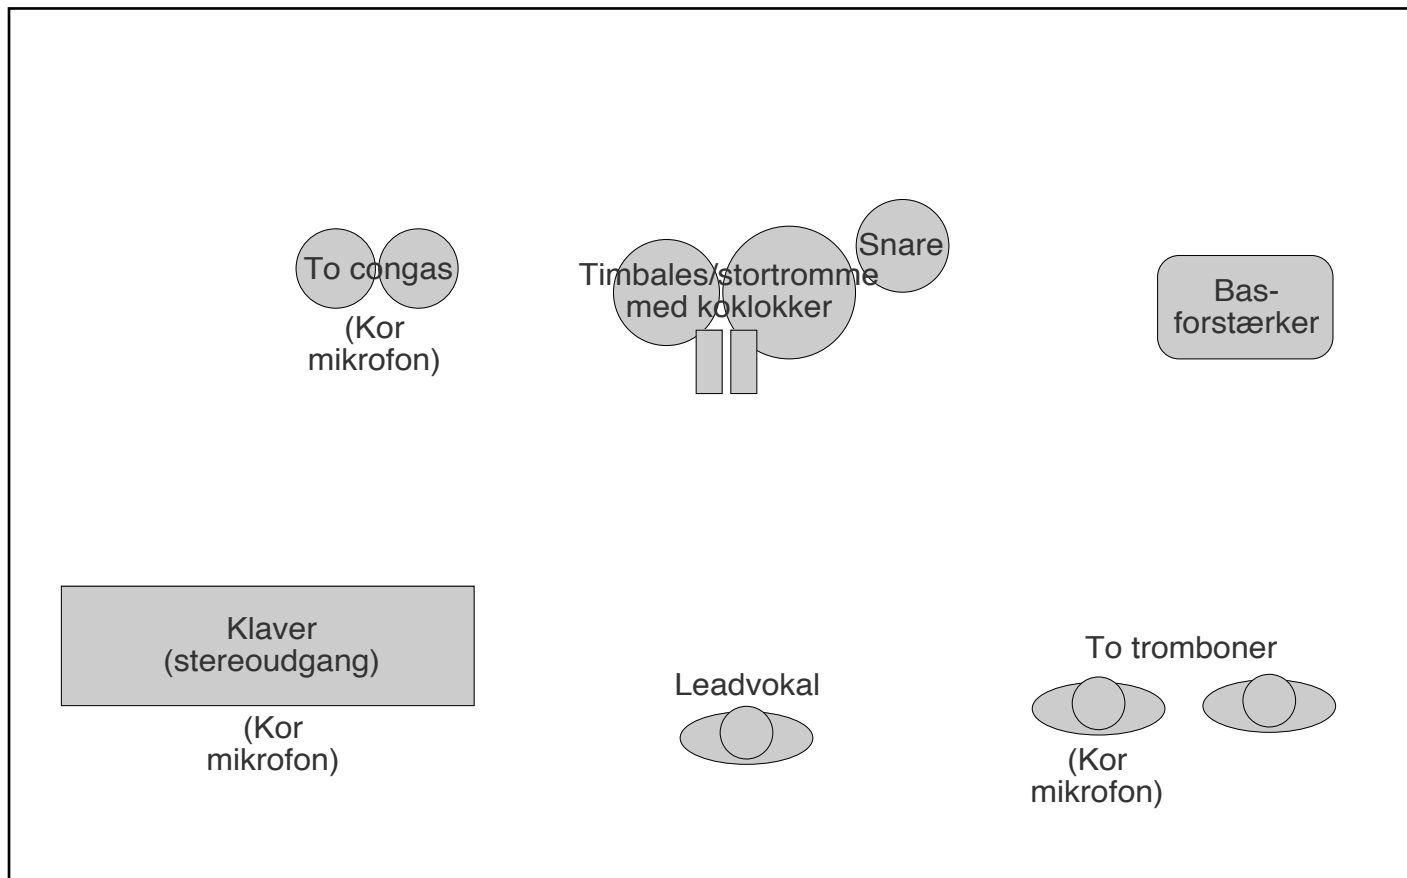 To congas
(Kor
mikrofon)
Timbales/stortromme
med koklokker
Snare
Bas-
forstærker
Klaver
(stereoudgang)
(Kor
mikrofon)
Leadvokal
To tromboner
(Kor
mikrofon)